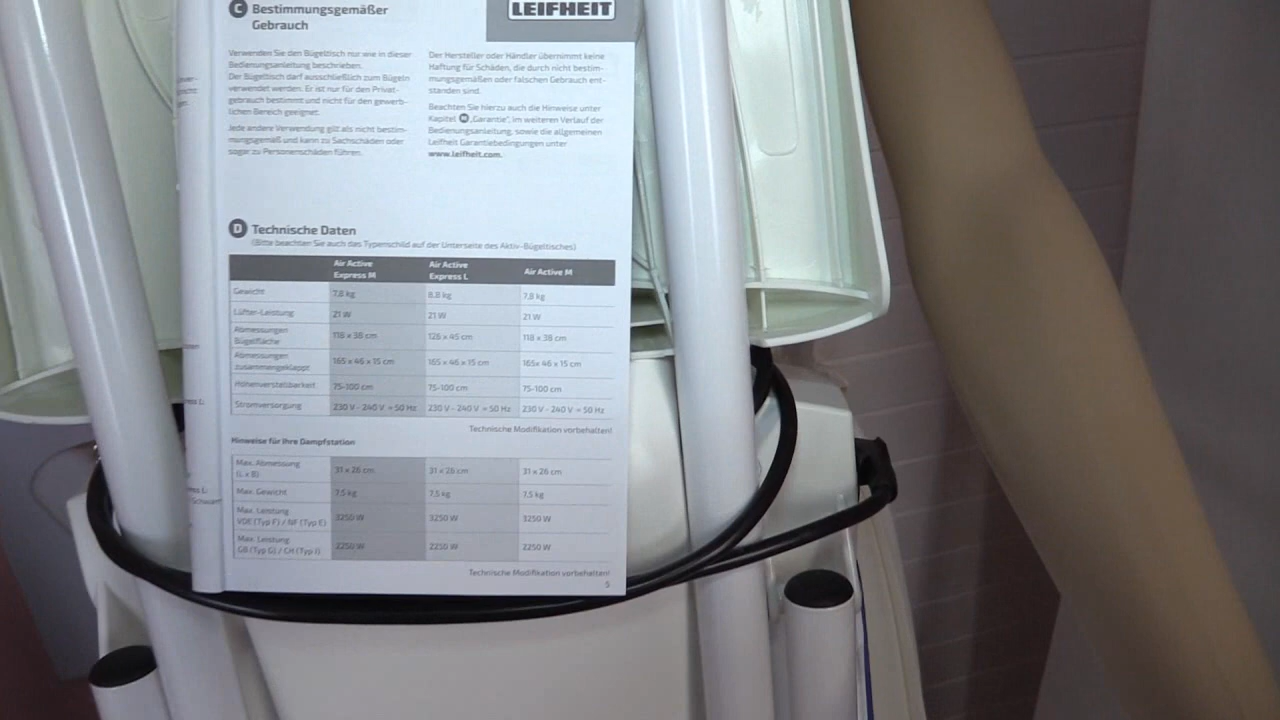 C Bestimmungsgemäßer
Gebrauch
LEIFHEIT
Verwenden Sie den Bügeltisch nur wie in dieser
Bedienungsanleitung beschrieben.
Der Bügeltisch darf ausschließlich zum Bügeln
verwendet werden. Er ist nur für den Privat-
gebrauch bestimmt und nicht für den gewerb-
lichen Bereich geeignet.
Jede andere Verwendung gilt als nicht bestim-
mungsgemäß und kann zu Sachschäden oder
sogar zu Personenschäden führen.
Der Hersteller oder Händler übernimmt keine
Haftung für Schäden, die durch nicht bestim-
mungsgemäßen oder falschen Gebrauch ent-
standen sind.
Beachten Sie hierzu auch die Hinweise unter
Kapitel „Garantie", im weiteren Verlauf der
Bedienungsanleitung, sowie die allgemeinen
Leifheit Garantiebedingungen unter
www.leifheit.com.
D Technische Daten
(Bitte beachten Sie auch das Typenschild auf der Unterseite des Aktiv-Bügeltisches)
Air Active Express M Air Active Express L Air Active M
Gewicht 7,8 kg 8,8 kg 7,8 kg
Lüfter-Leistung 21 W 21 W 21 W
Abmessungen Bügelfläche 118 x 38 cm 126 x 45 cm 118 x 38 cm
Abmessungen zusammengeklappt 165 x 46 x 15 cm 165 x 46 x 15 cm 165x 46 x 15 cm
Höhenverstellbarkeit 75-100 cm 75-100 cm 75-100 cm
Stromversorgung 230 V - 240 V ≈ 50 Hz 230 V - 240 V ≈ 50 Hz 230 V - 240 V ≈ 50 Hz
Technische Modifikation vorbehalten!
Hinweise für Ihre Dampfstation
Max. Abmessung (L x B) 31 x 26 cm 31 x 26 cm 31 x 26 cm
Max. Gewicht 7,5 kg 7,5 kg 7,5 kg
Max. Leistung VDE (Typ F) / NF (Typ E) 3250 W 3250 W 3250 W
Max. Leistung GB (Typ G) / CH (Typ J) 2250 W 2250 W 2250 W
Technische Modifikation vorbehalten!
5